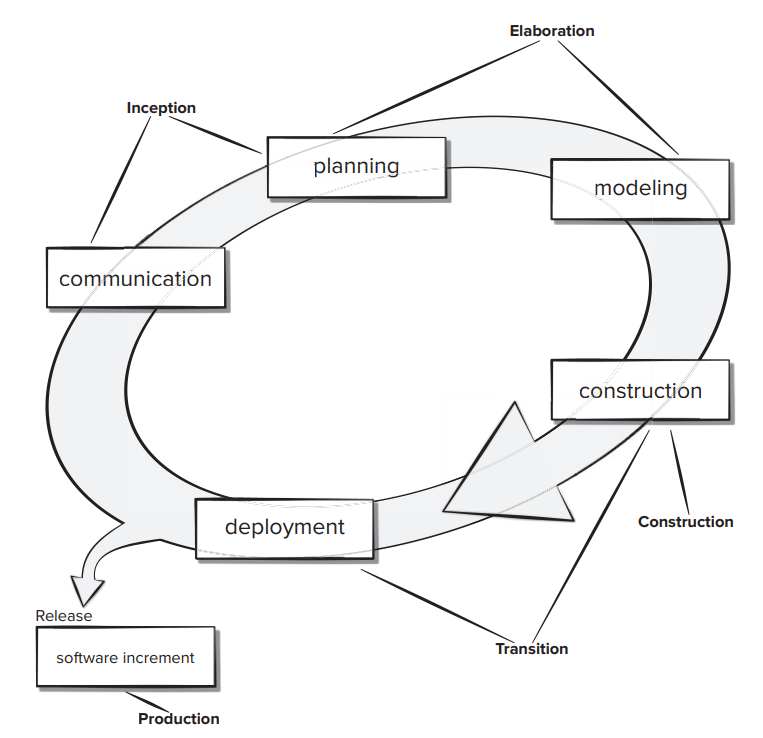 Elaboration
Inception
planning
modeling
communication
construction
deployment
Construction
Release
Transition
software increment
Production